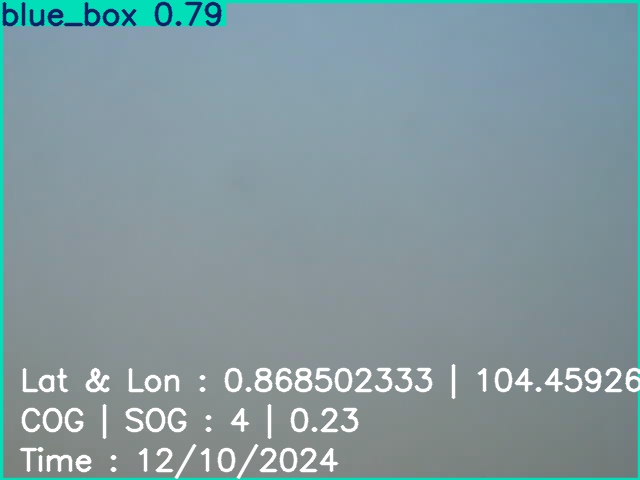 blue_box 0.79
Lat & Lon : 0.868502333 | 104.45926
COG | SOG : 4 | 0.23
Time : 12/10/2024